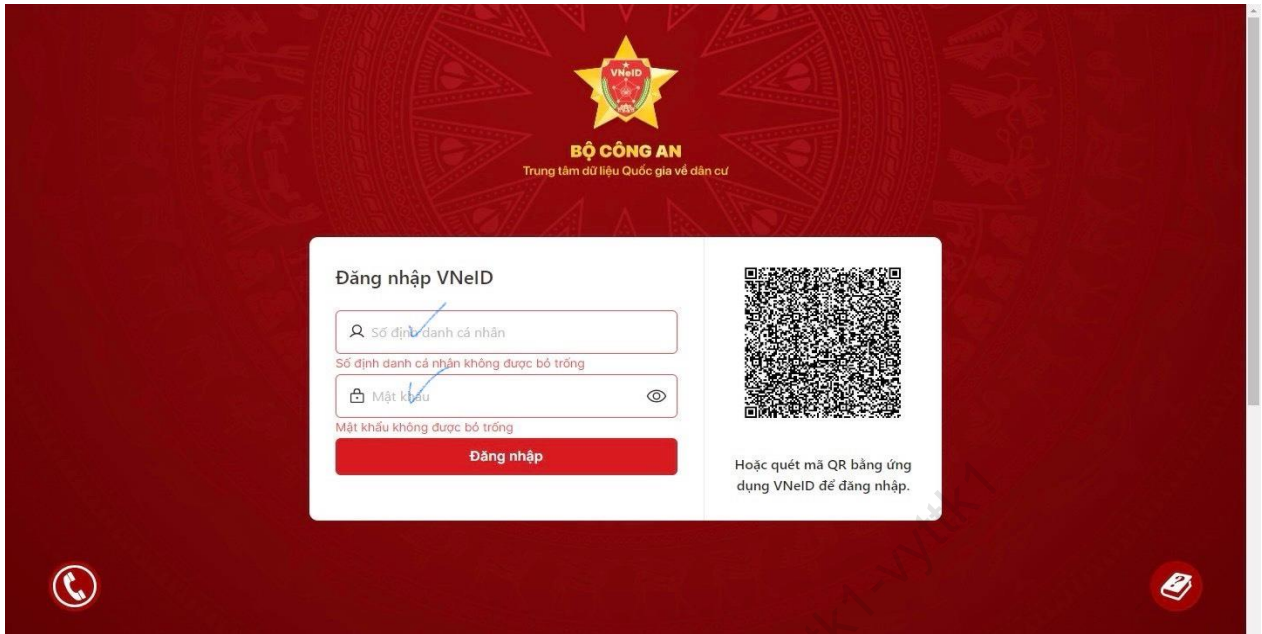 VNeID
BỘ CÔNG AN
Trung tâm dữ liệu Quốc gia về dân cư
Đăng nhập VNeID
Số định danh cá nhân
Số định danh cá nhân không được bỏ trống
Mật khẩu
Mật khẩu không được bỏ trống
Đăng nhập
Hoặc quét mã QR bằng ứng
dụng VNeID để đăng nhập.